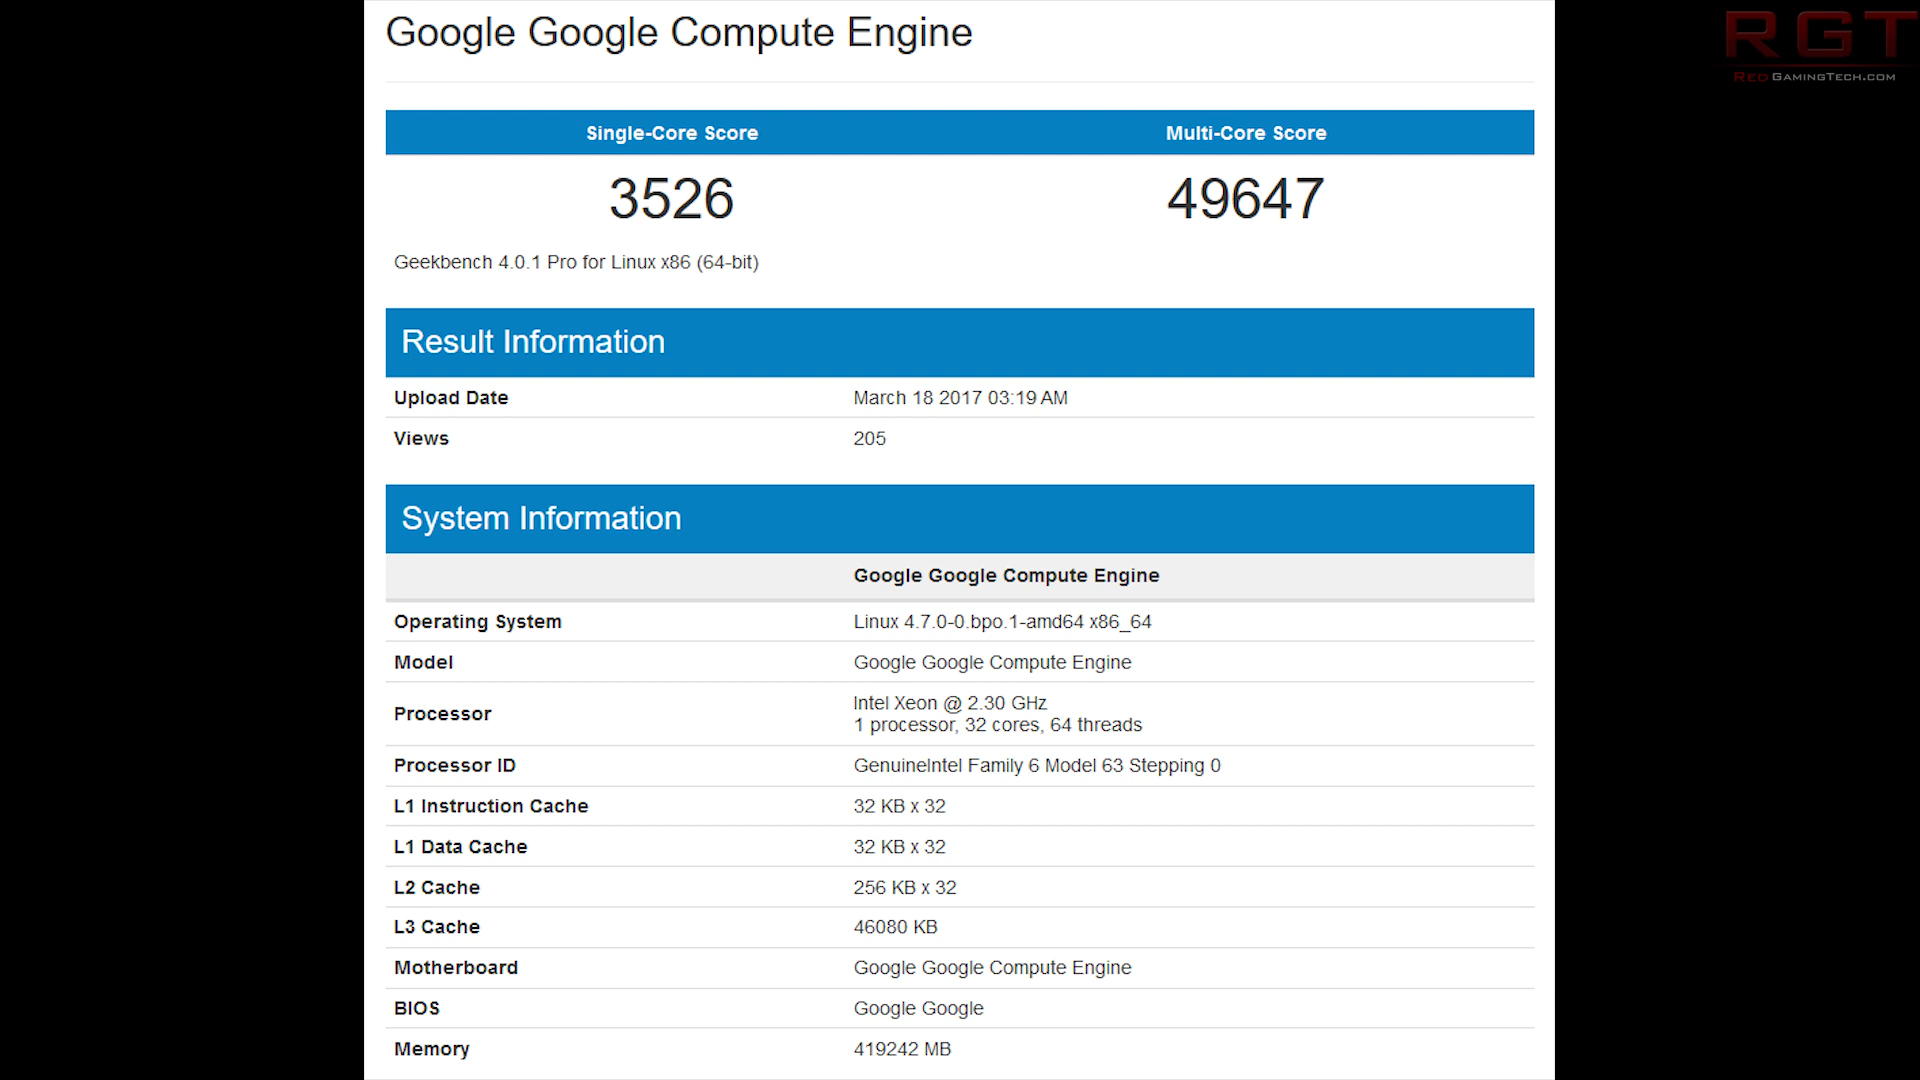 Google Google Compute Engine
RGT
RedGamingTech.com
Single-Core Score Multi-Core Score
3526 49647
Geekbench 4.0.1 Pro for Linux x86 (64-bit)
Result Information
Upload Date March 18 2017 03:19 AM
Views 205
System Information
Google Google Compute Engine
Operating System Linux 4.7.0-0.bpo.1-amd64 x86_64
Model Google Google Compute Engine
Processor Intel Xeon @ 2.30 GHz
1 processor, 32 cores, 64 threads
Processor ID GenuineIntel Family 6 Model 63 Stepping 0
L1 Instruction Cache 32 KB x 32
L1 Data Cache 32 KB x 32
L2 Cache 256 KB x 32
L3 Cache 46080 KB
Motherboard Google Google Compute Engine
BIOS Google Google
Memory 419242 MB